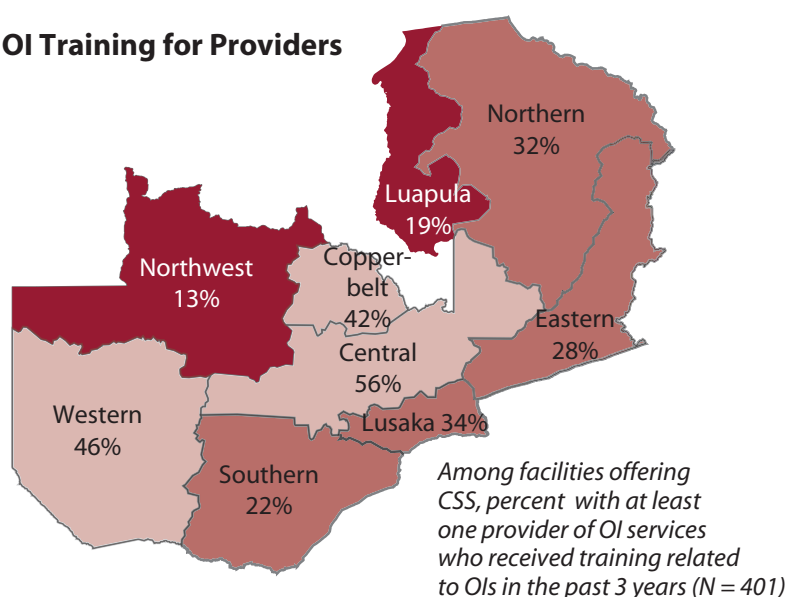 OI Training for Providers
Northern
32%
Luapula
19%
Northwest
13%
Copper-
belt
42%
Eastern
28%
Central
56%
Western
46%
Lusaka 34%
Southern
22%
Among facilities offering
CSS, percent with at least
one provider of OI services
who received training related
to OIs in the past 3 years (N = 401)